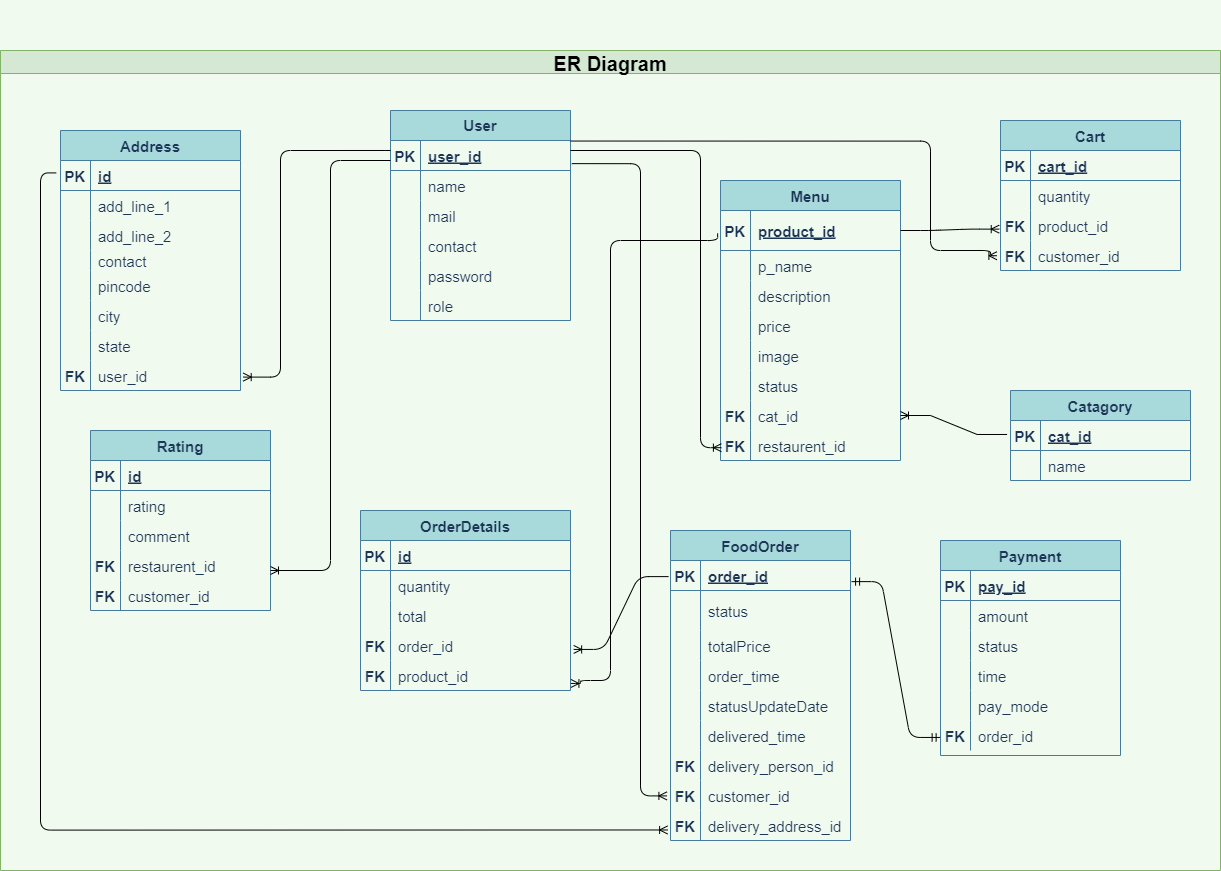 ER Diagram
Address
PK id
add_line_1
add_line_2
contact
pincode
city
state
FK user_id
User
PK user_id
name
mail
contact
password
role
Menu
PK product_id
p_name
description
price
image
status
FK cat_id
FK restaurent_id
Cart
PK cart_id
quantity
FK product_id
FK customer_id
Catagory
PK cat_id
name
Rating
PK id
rating
comment
FK restaurent_id
FK customer_id
OrderDetails
PK id
quantity
total
FK order_id
FK product_id
FoodOrder
PK order_id
status
totalPrice
order_time
statusUpdateDate
delivered_time
FK delivery_person_id
FK customer_id
FK delivery_address_id
Payment
PK pay_id
amount
status
time
pay_mode
FK order_id